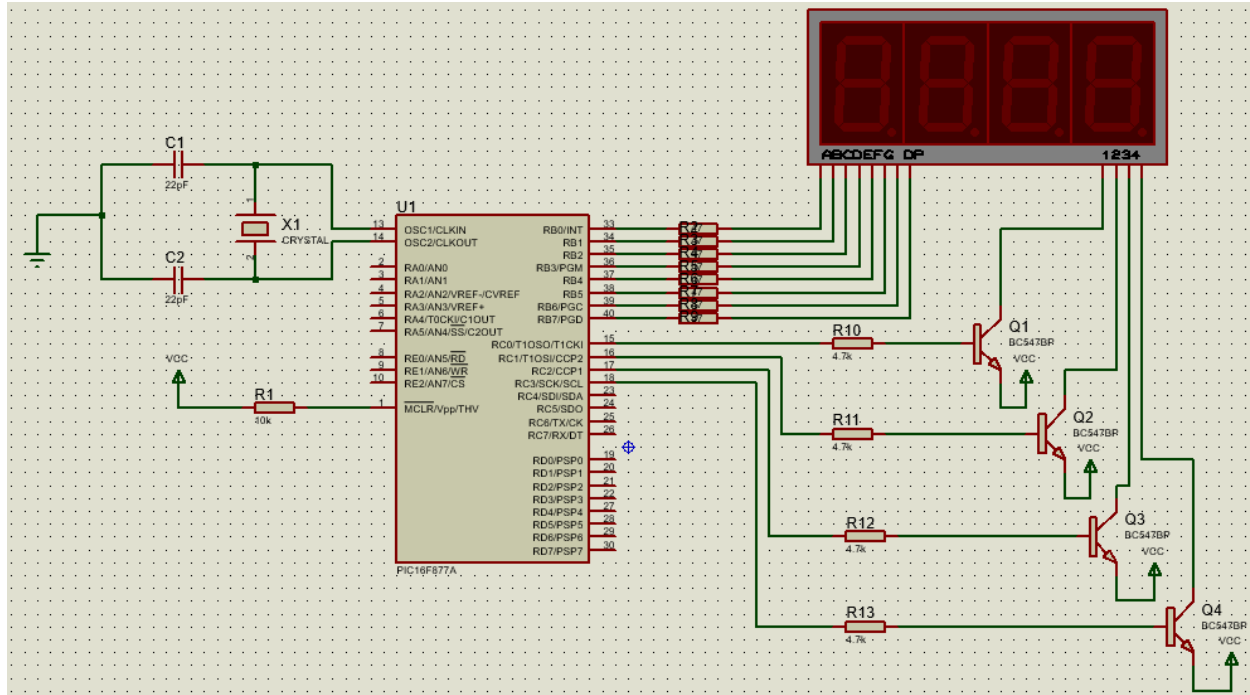 ABCDEFG DP
1234
C1
22pF
X1
CRYSTAL
1
2
C2
22pF
U1
13
OSC1/CLKIN
14
OSC2/CLKOUT
2
RA0/AN0
3
RA1/AN1
4
RA2/AN2/VREF-/CVREF
5
RA3/AN3/VREF+
6
RA4/T0CKI/C1OUT
7
RA5/AN4/SS/C2OUT
8
RE0/AN5/RD
9
RE1/AN6/WR
10
RE2/AN7/CS
1
MCLR/Vpp/THV
RB0/INT
33
RB1
34
RB2
35
RB3/PGM
36
RB4
37
RB5
38
RB6/PGC
39
RB7/PGD
40
RC0/T1OSO/T1CKI
15
RC1/T1OSI/CCP2
16
RC2/CCP1
17
RC3/SCK/SCL
18
RC4/SDI/SDA
23
RC5/SDO
24
RC6/TX/CK
25
RC7/RX/DT
26
RD0/PSP0
19
RD1/PSP1
20
RD2/PSP2
21
RD3/PSP3
22
RD4/PSP4
27
RD5/PSP5
28
RD6/PSP6
29
RD7/PSP7
30
PIC16F877A
VCC
R1
10k
R10
4.7k
Q1
BC547BR
VCC
R11
4.7k
Q2
BC547BR
VCC
R12
4.7k
Q3
BC547BR
VCC
R13
4.7k
Q4
BC547BR
VCC